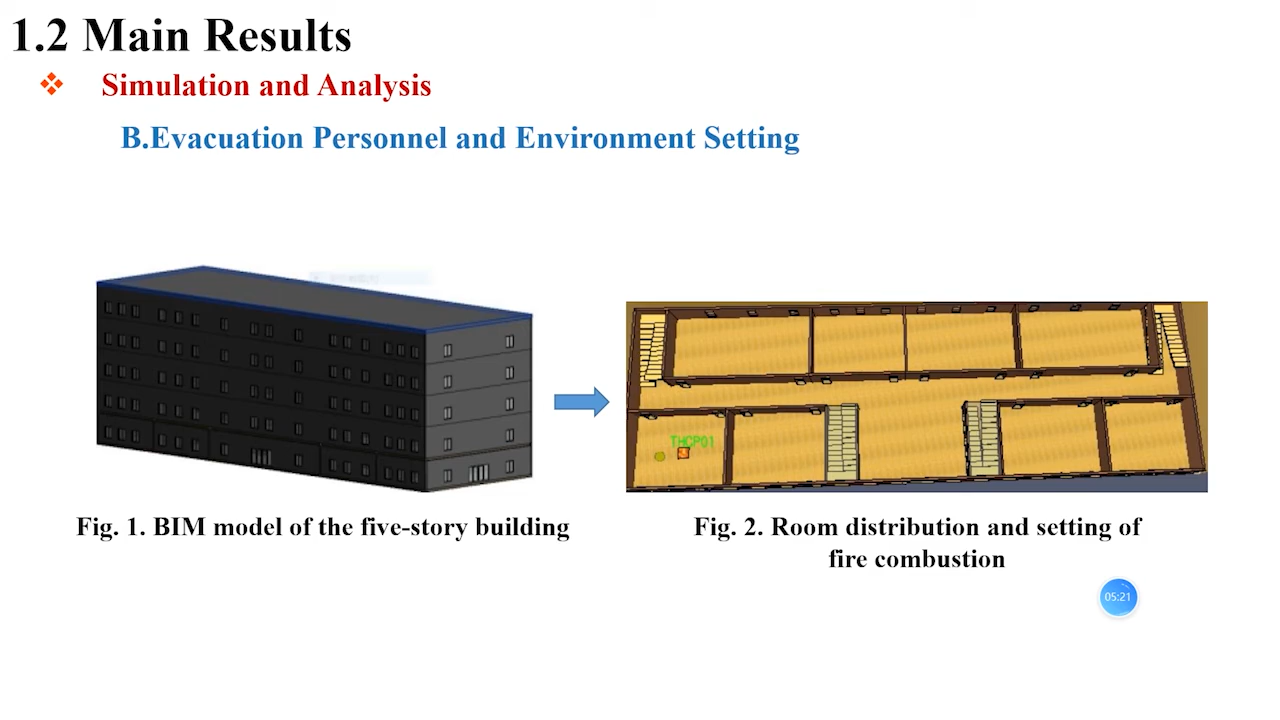 1.2 Main Results
Simulation and Analysis
B.Evacuation Personnel and Environment Setting
THCP01
Fig. 1. BIM model of the five-story building
Fig. 2. Room distribution and setting of
fire combustion
05:21